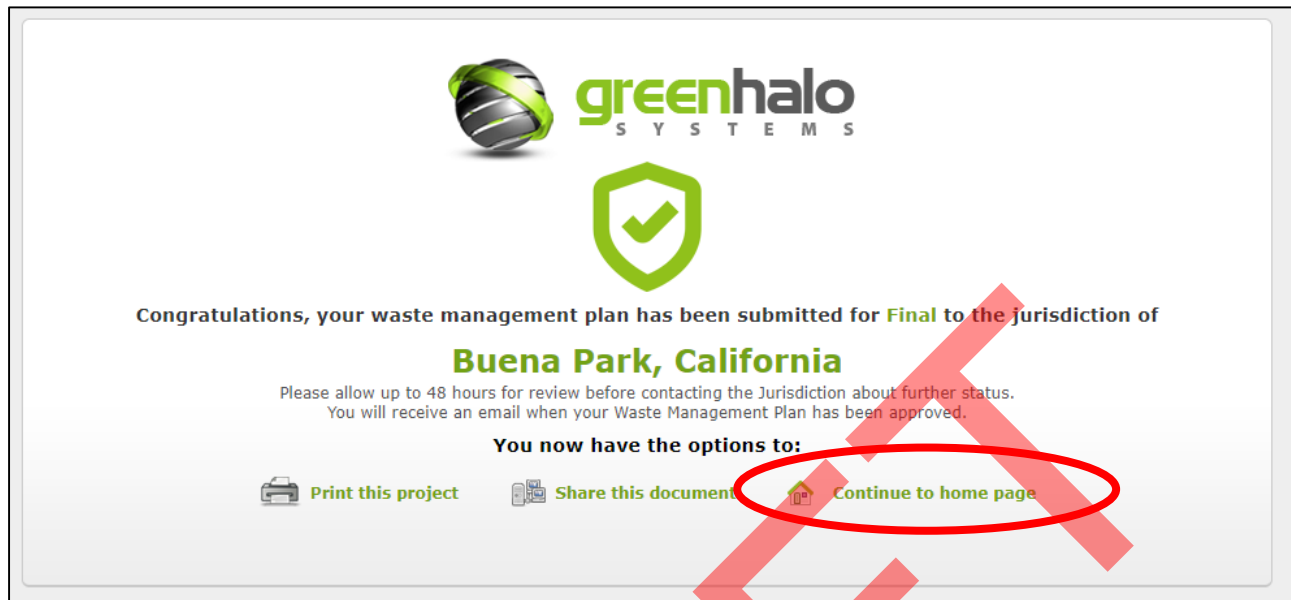 greenhalo
SYSTEMS
Congratulations, your waste management plan has been submitted for Final to the jurisdiction of
Buena Park, California
Please allow up to 48 hours for review before contacting the Jurisdiction about further status.
You will receive an email when your Waste Management Plan has been approved.
You now have the options to:
Print this project Share this document Continue to home page